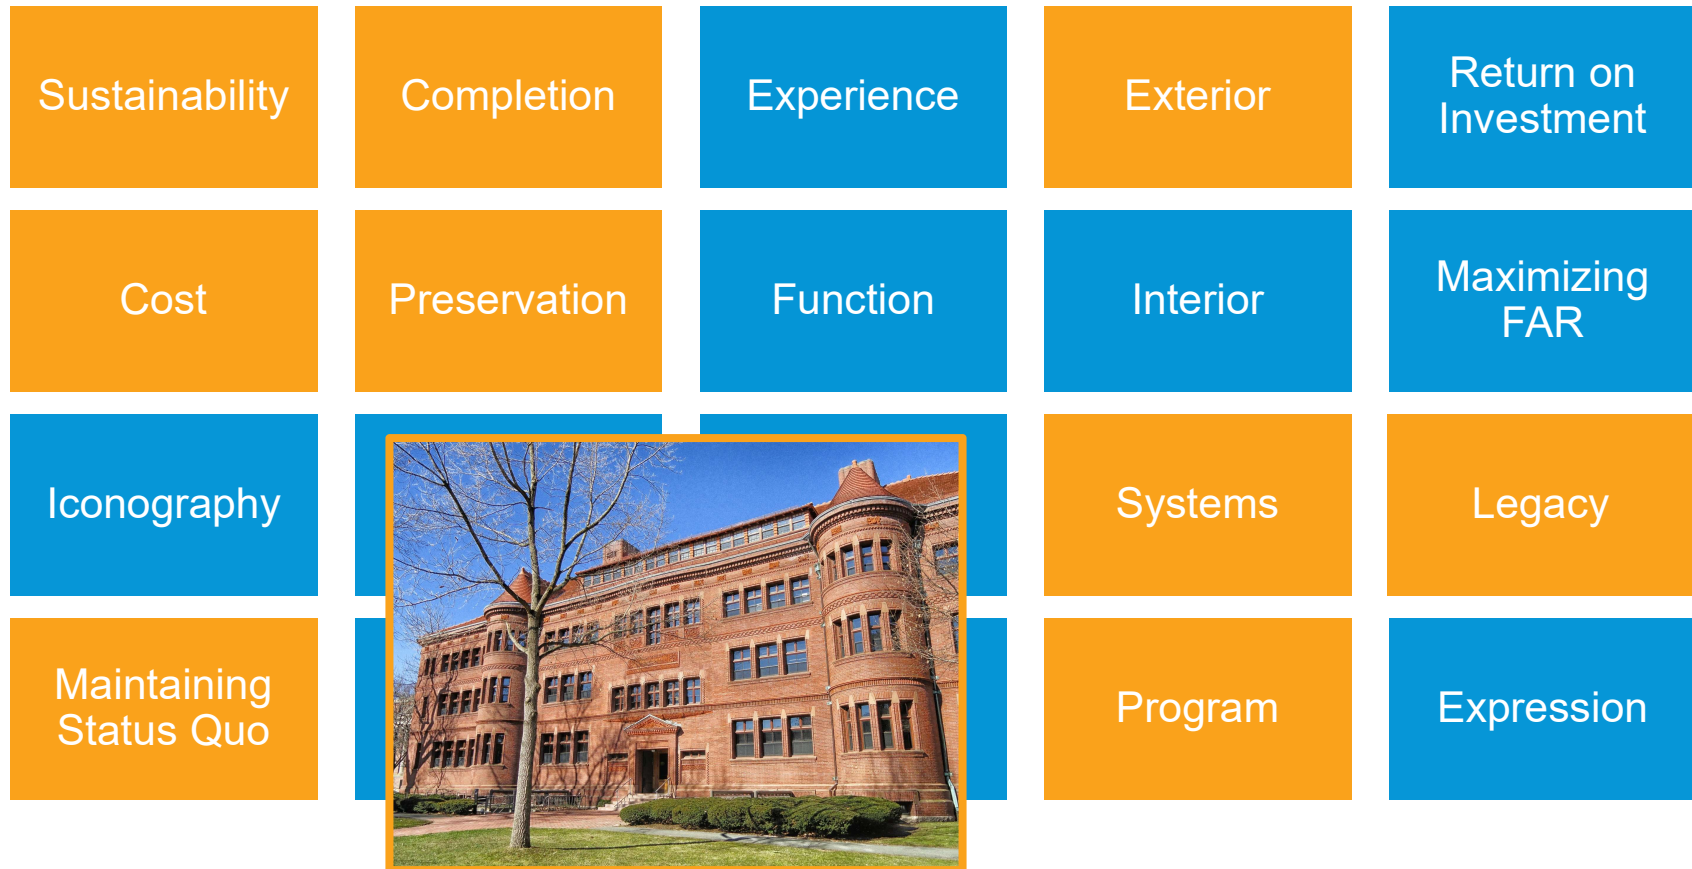 Sustainability
Completion
Experience
Exterior
Return on
Investment
Cost
Preservation
Function
Interior
Maximizing
FAR
Iconography
Systems
Legacy
Maintaining
Status Quo
Program
Expression